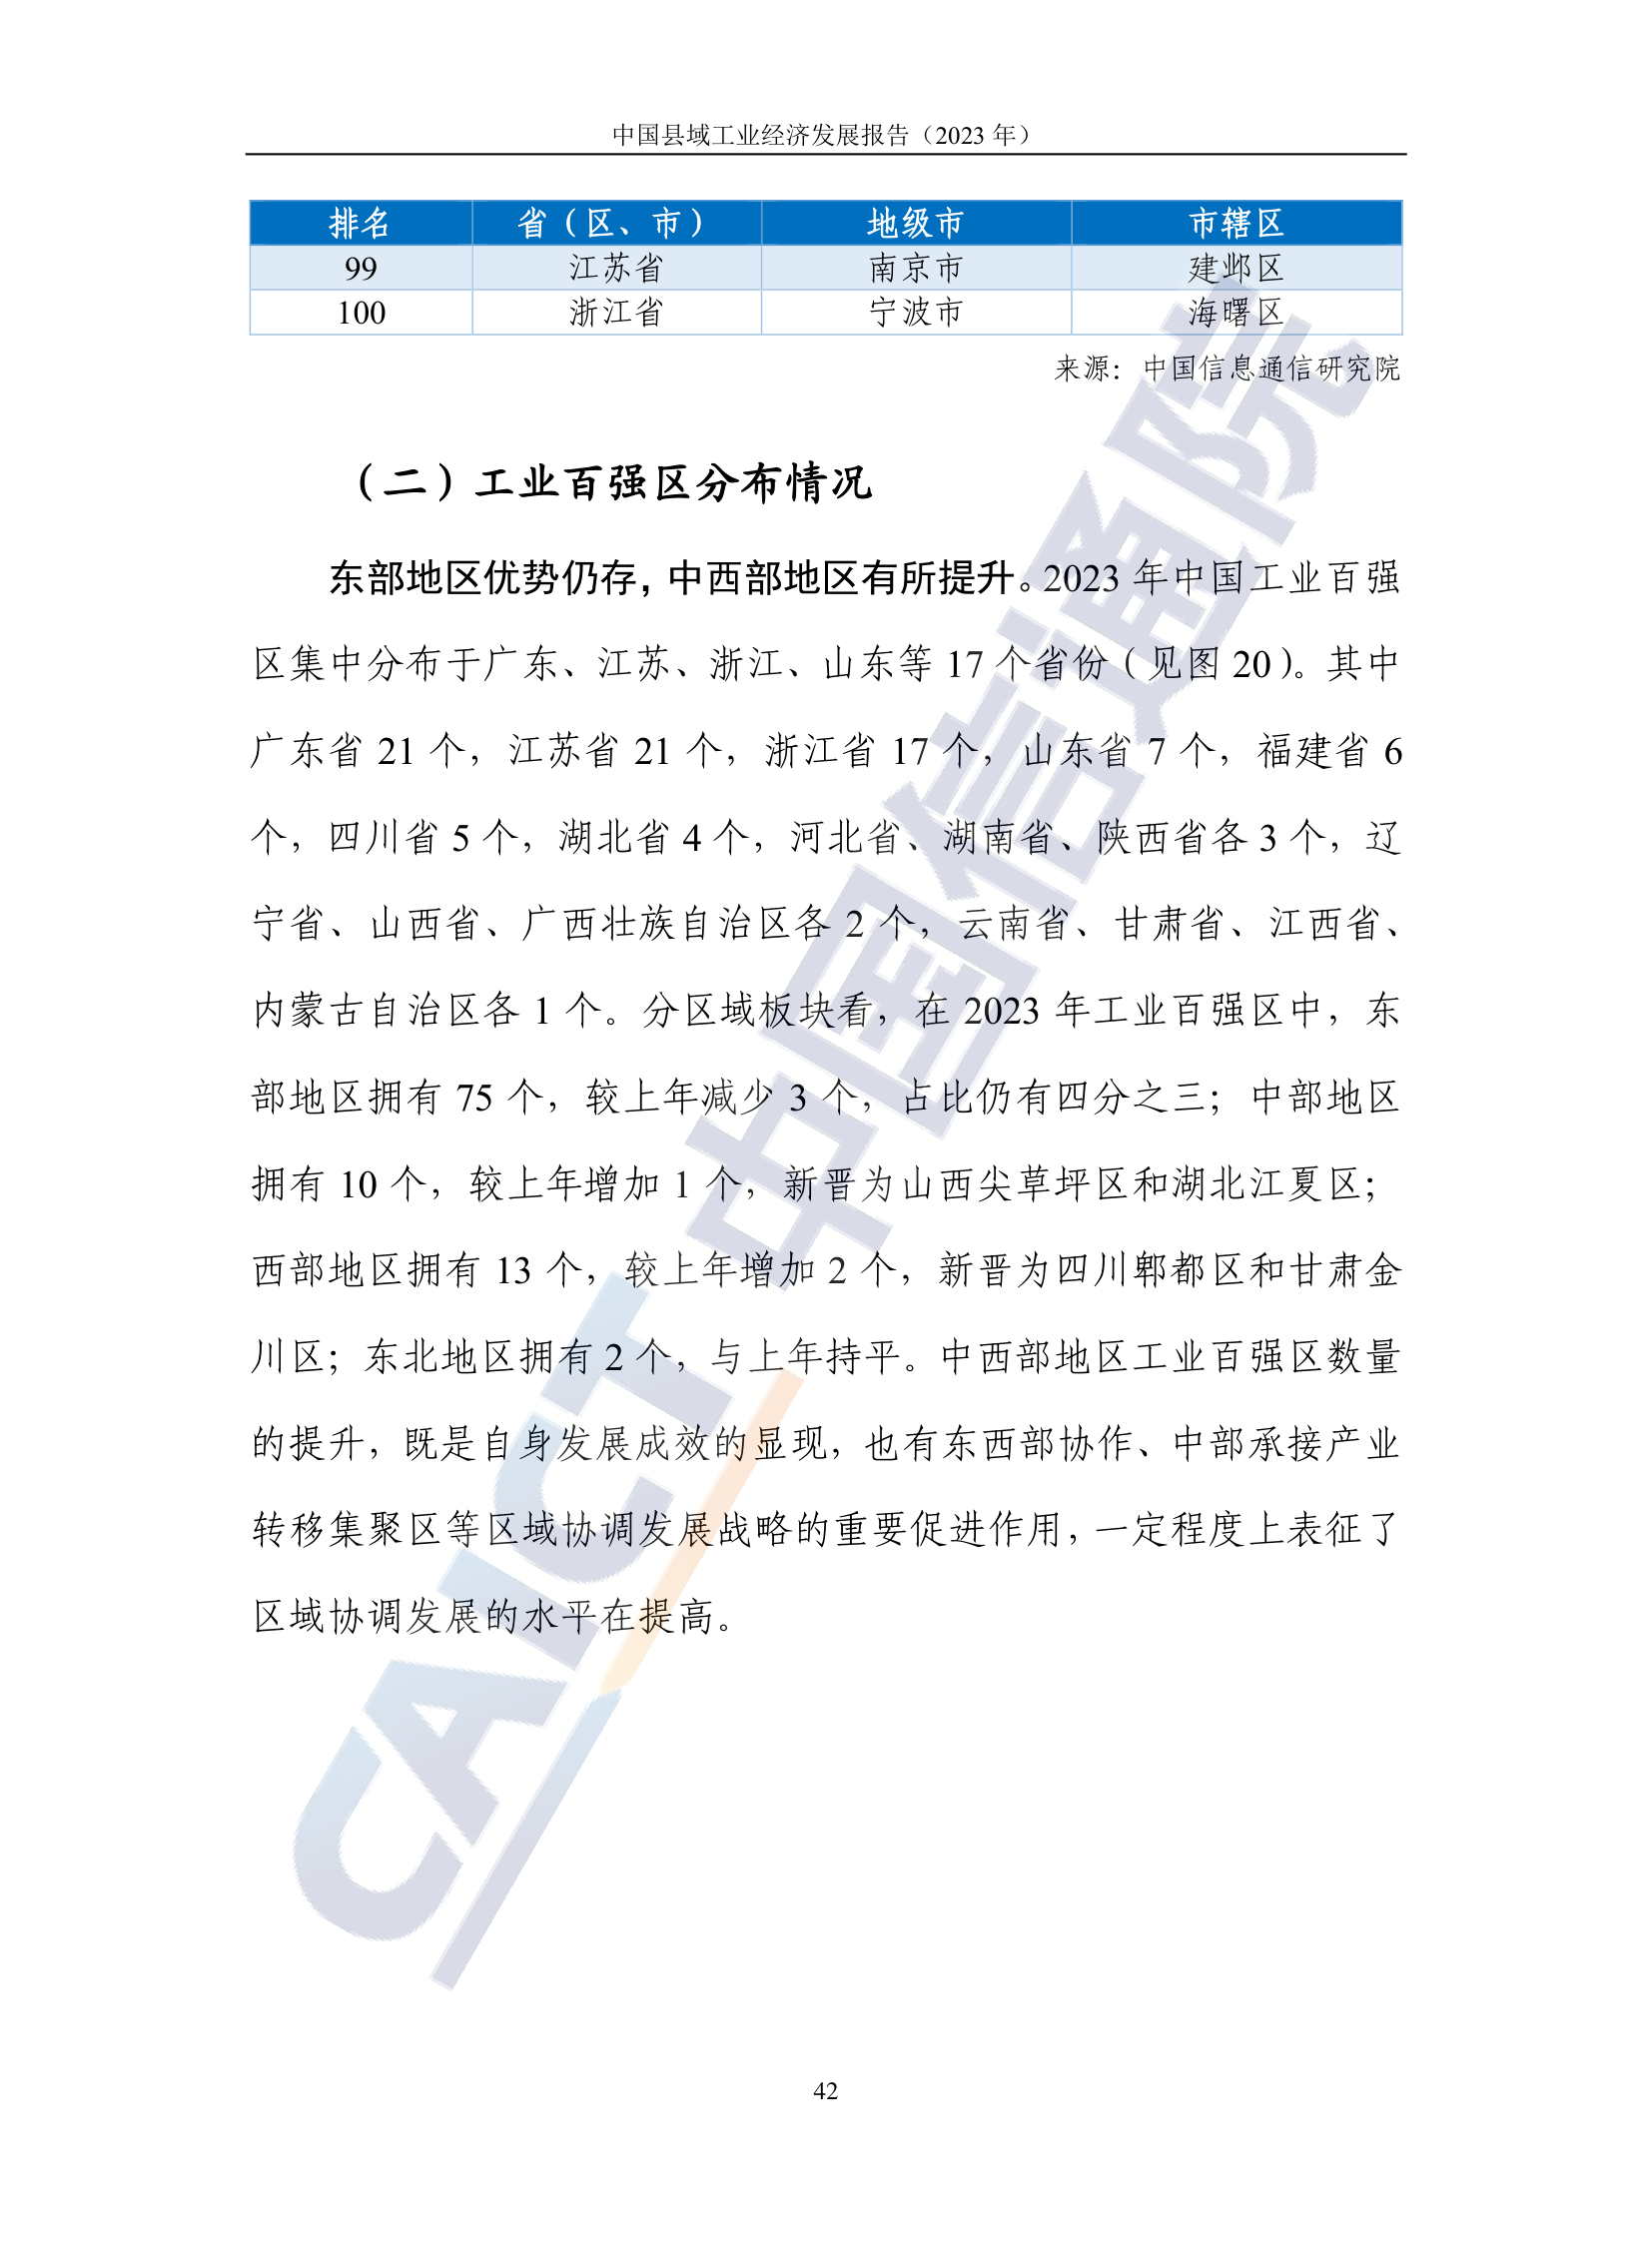 中国县域工业经济发展报告（2023 年）
排名 省（区、市） 地级市 市辖区
99 江苏省 南京市 建邺区
100 浙江省 宁波市 海曙区
来源：中国信息通信研究院
（二）工业百强区分布情况
东部地区优势仍存，中西部地区有所提升。2023 年中国工业百强
区集中分布于广东、江苏、浙江、山东等 17 个省份（见图 20）。其中
广东省 21 个，江苏省 21 个，浙江省 17 个，山东省 7 个，福建省 6
个，四川省 5 个，湖北省 4 个，河北省、湖南省、陕西省各 3 个，辽
宁省、山西省、广西壮族自治区各 2 个，云南省、甘肃省、江西省、
内蒙古自治区各 1 个。分区域板块看，在 2023 年工业百强区中，东
部地区拥有 75 个，较上年减少 3 个，占比仍有四分之三；中部地区
拥有 10 个，较上年增加 1 个，新晋为山西尖草坪区和湖北江夏区；
西部地区拥有 13 个，较上年增加 2 个，新晋为四川郫都区和甘肃金
川区；东北地区拥有 2 个，与上年持平。中西部地区工业百强区数量
的提升，既是自身发展成效的显现，也有东西部协作、中部承接产业
转移集聚区等区域协调发展战略的重要促进作用，一定程度上表征了
区域协调发展的水平在提高。
CAICT 中国信通院
42